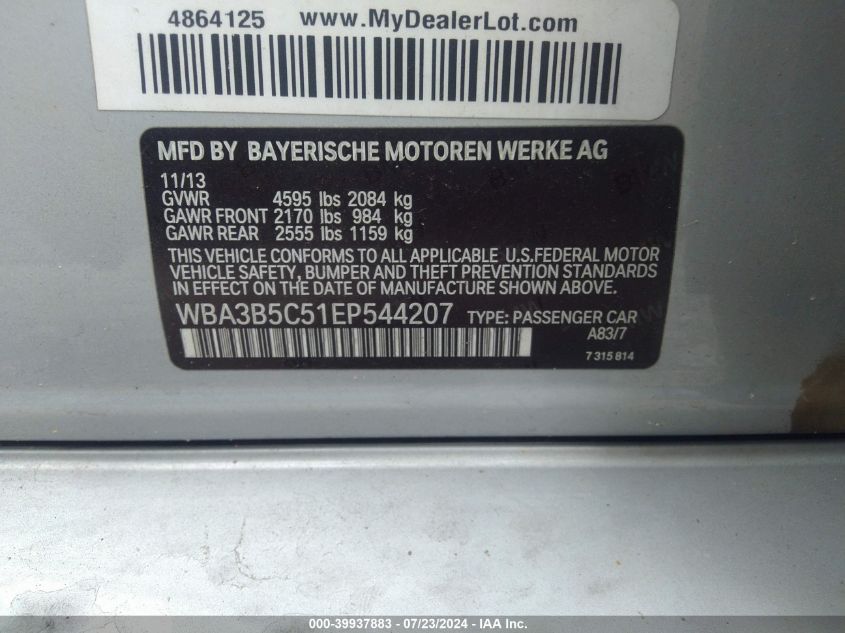 4864125 www.MyDealerLot.com
MFD BY BAYERISCHE MOTOREN WERKE AG
11/13
GVWR 4595 lbs 2084 kg
GAWR FRONT 2170 lbs 984 kg
GAWR REAR 2555 lbs 1159 kg
THIS VEHICLE CONFORMS TO ALL APPLICABLE U.S.FEDERAL MOTOR
VEHICLE SAFETY, BUMPER AND THEFT PREVENTION STANDARDS
IN EFFECT ON THE DATE OF MANUFACTURE SHOWN ABOVE.
WBA3B5C51EP544207 TYPE: PASSENGER CAR
A83/7
7 315 814
000-39937883 - 07/23/2024 - IAA Inc.